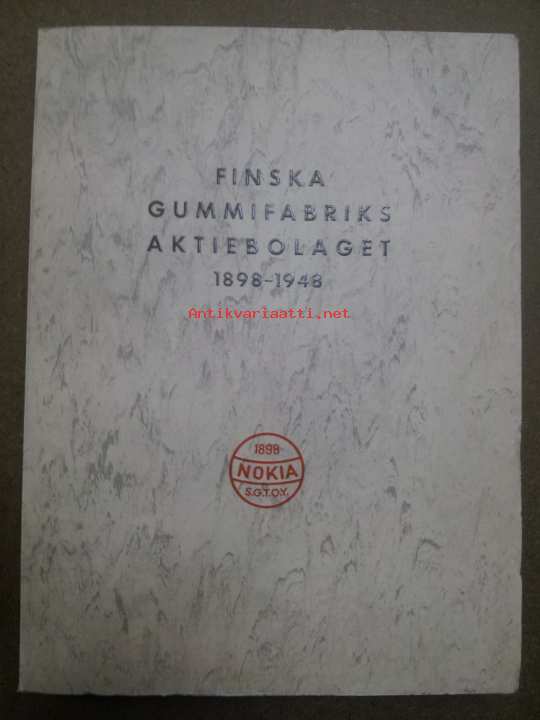 FINSKA
GUMMIFABRIKS
AKTIEBOLAGET
1898-1948
Antikvariaatti.net
1898
NOKIA
S.G.T.O.Y.